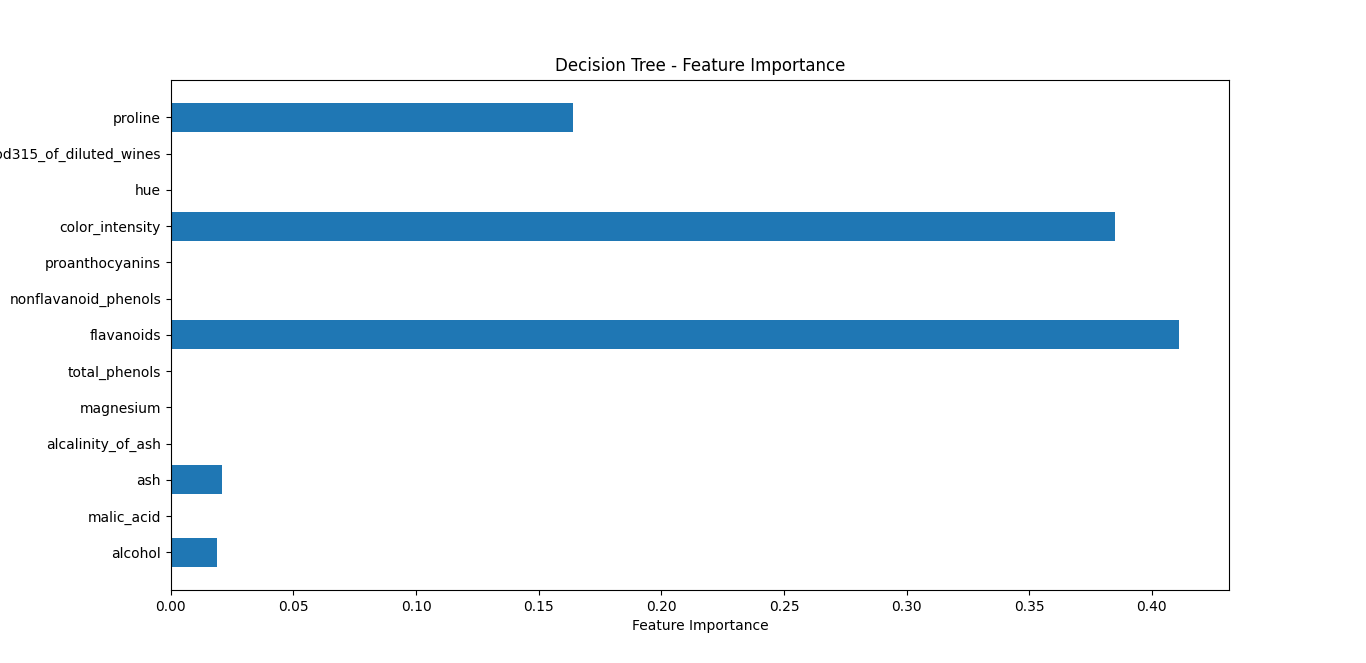 Decision Tree - Feature Importance
proline
od315_of_diluted_wines
hue
color_intensity
proanthocyanins
nonflavanoid_phenols
flavanoids
total_phenols
magnesium
alcalinity_of_ash
ash
malic_acid
alcohol
0.00 0.05 0.10 0.15 0.20 0.25 0.30 0.35 0.40
Feature Importance